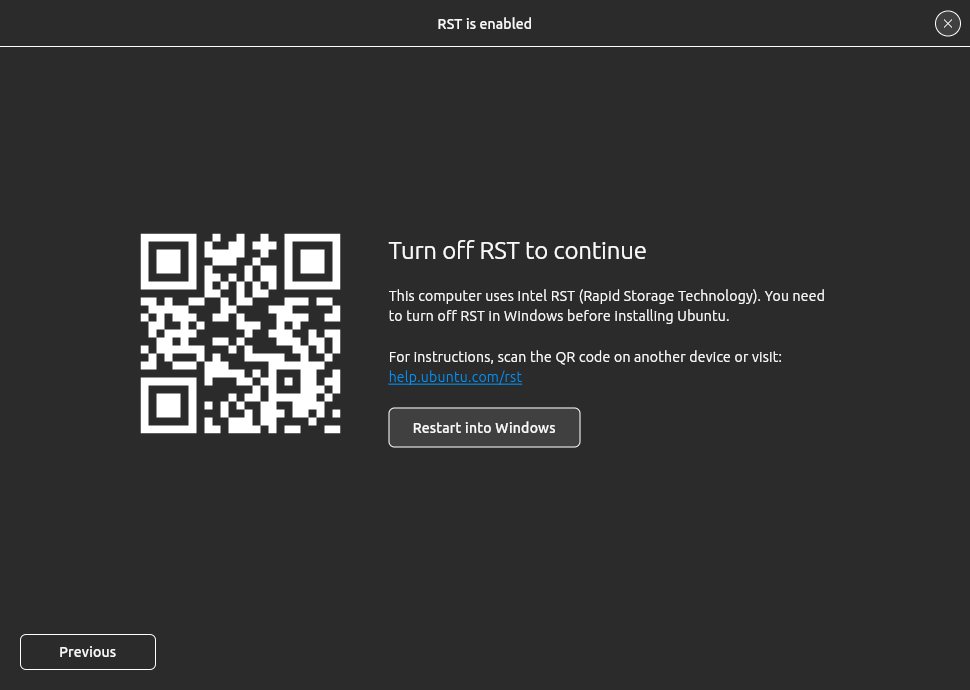 RST is enabled
Turn off RST to continue
This computer uses Intel RST (Rapid Storage Technology). You need
to turn off RST in Windows before installing Ubuntu.
For instructions, scan the QR code on another device or visit:
help.ubuntu.com/rst
Restart into Windows
Previous